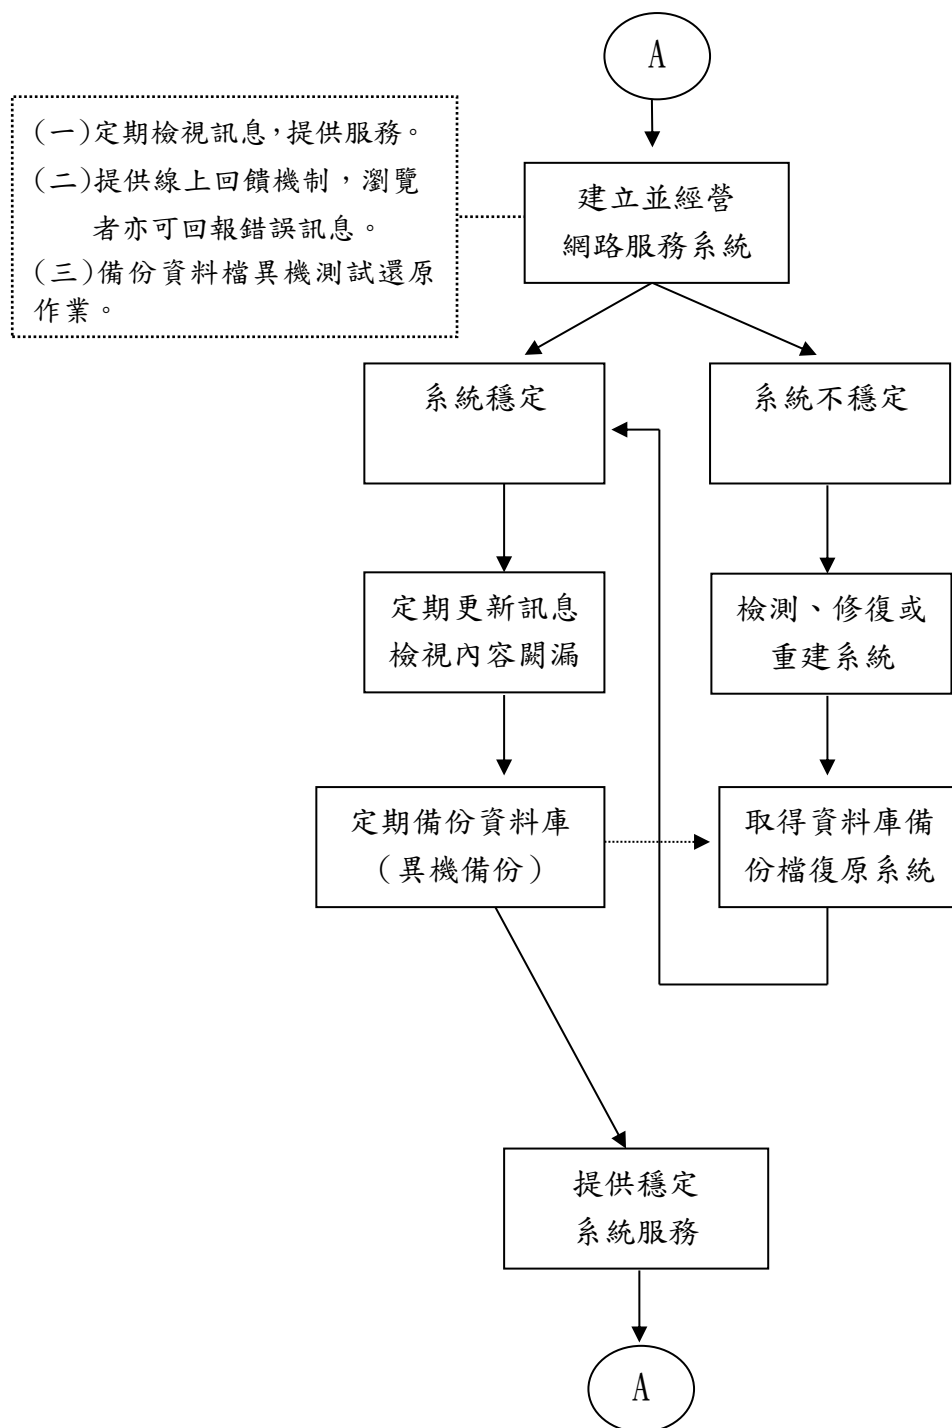 A
(一)定期檢視訊息,提供服務。
(二)提供線上回饋機制,瀏覽
者亦可回報錯誤訊息。
(三)備份資料檔異機測試還原
作業。
建立並經營
網路服務系統
系統穩定
系統不穩定
定期更新訊息
檢視內容闕漏
檢測、修復或
重建系統
定期備份資料庫
(異機備份)
取得資料庫備
份檔復原系統
提供穩定
系統服務
A